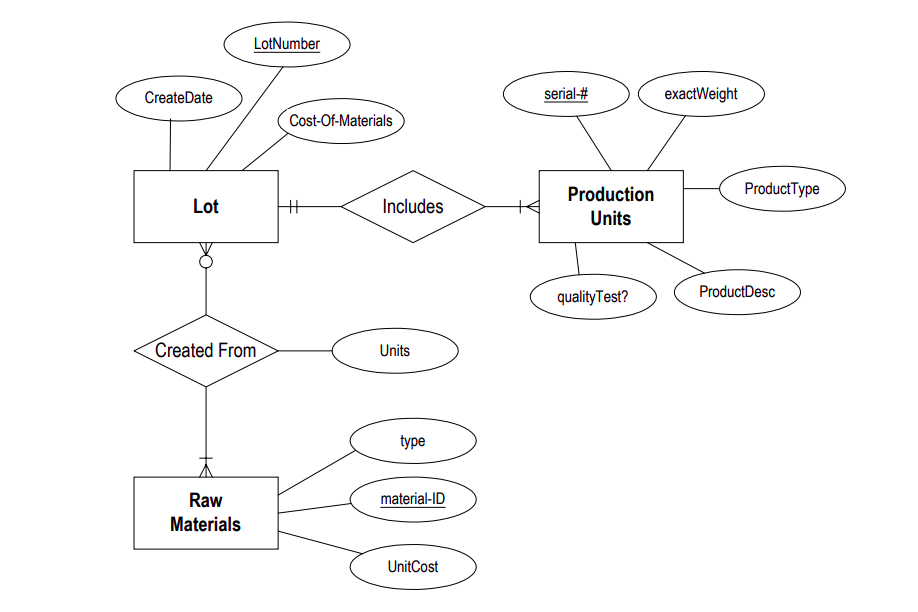 LotNumber
CreateDate
Cost-Of-Materials
serial-#
exactWeight
Lot
Includes
Production
Units
ProductType
qualityTest?
ProductDesc
Created From
Units
type
Raw
Materials
material-ID
UnitCost